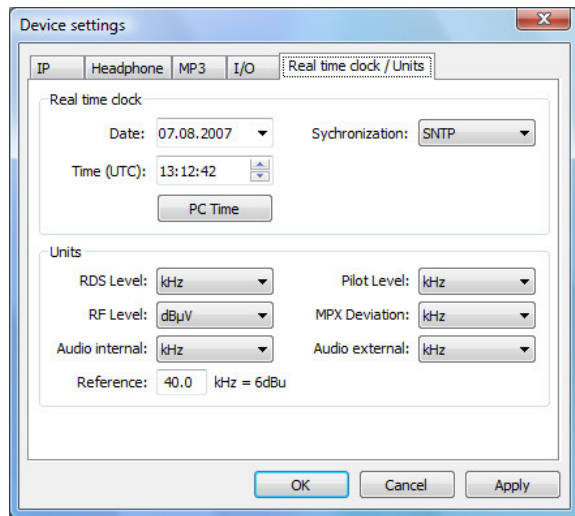 Device settings
IP Headphone MP3 I/O Real time clock / Units
Real time clock
Date: 07.08.2007 Sychronization: SNTP
Time (UTC): 13:12:42
PC Time
Units
RDS Level: kHz Pilot Level: kHz
RF Level: dBµV MPX Deviation: kHz
Audio internal: kHz Audio external: kHz
Reference: 40.0 kHz = 6dBu
OK Cancel Apply